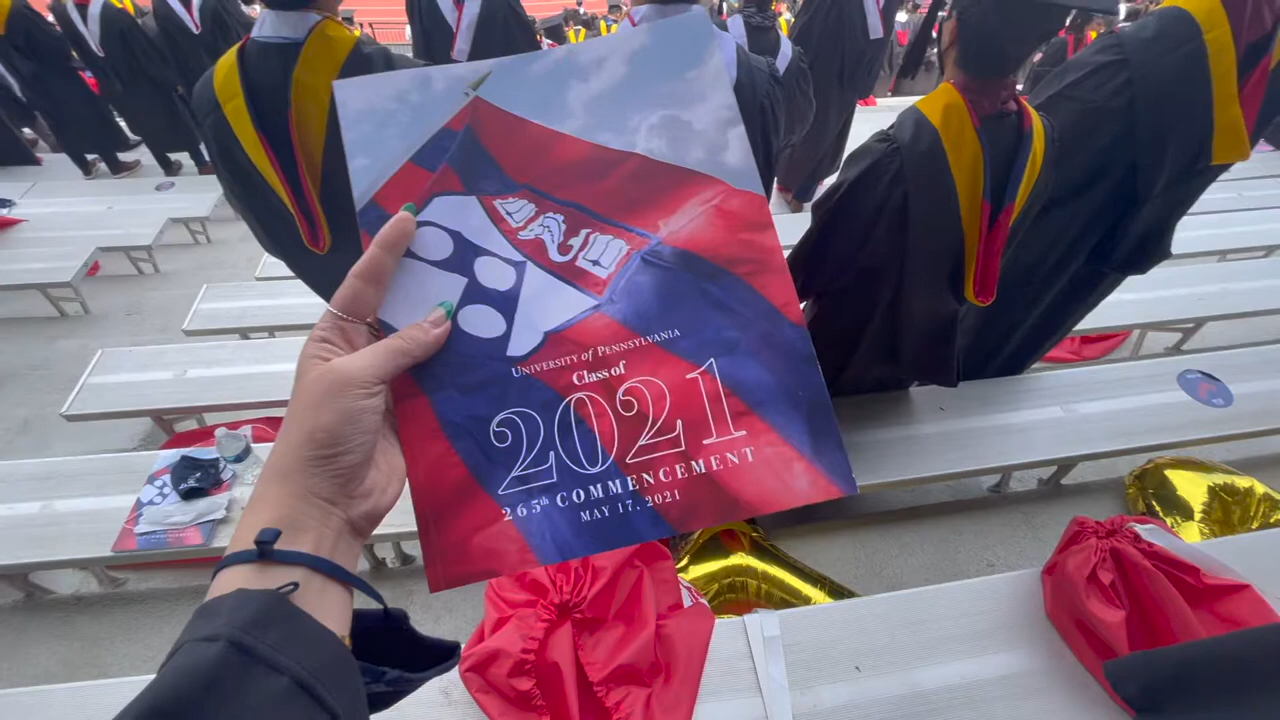 UNIVERSITY of PENNSYLVANIA
Class of
2021
265th COMMENCEMENT
MAY 17, 2021